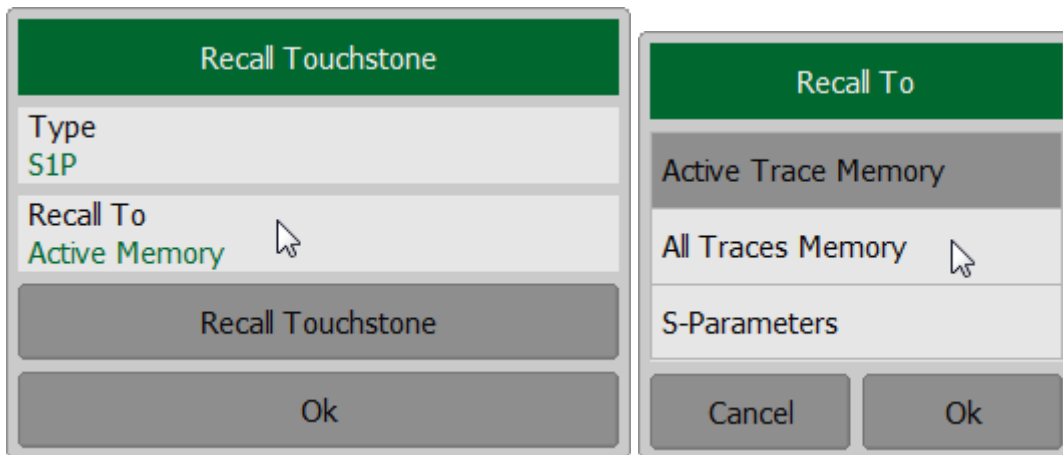 Recall Touchstone
Type
S1P
Recall To
Active Memory
Recall Touchstone
Ok
Recall To
Active Trace Memory
All Traces Memory
S-Parameters
Cancel
Ok